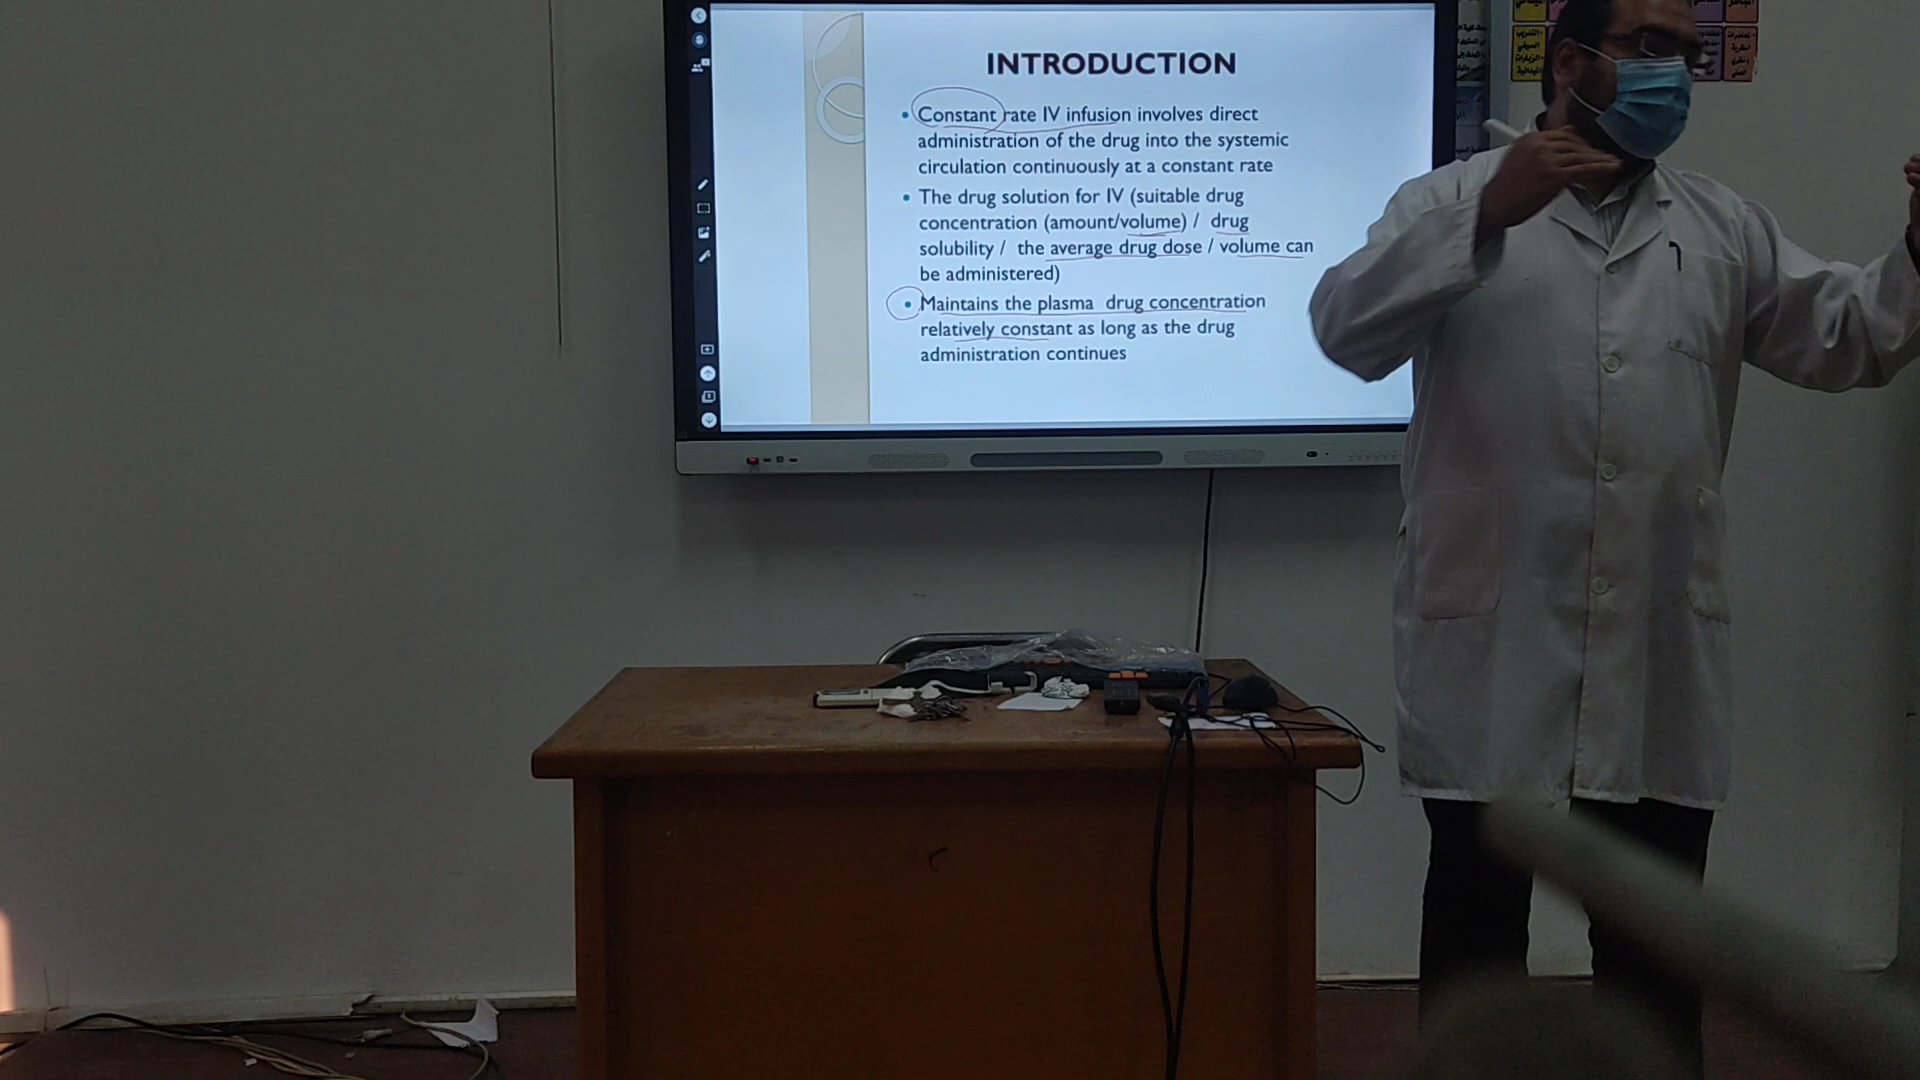 INTRODUCTION
• Constant rate IV infusion involves direct
administration of the drug into the systemic
circulation continuously at a constant rate
• The drug solution for IV (suitable drug
concentration (amount/volume) / drug
solubility / the average drug dose / volume can
be administered)
• Maintains the plasma drug concentration
relatively constant as long as the drug
administration continues